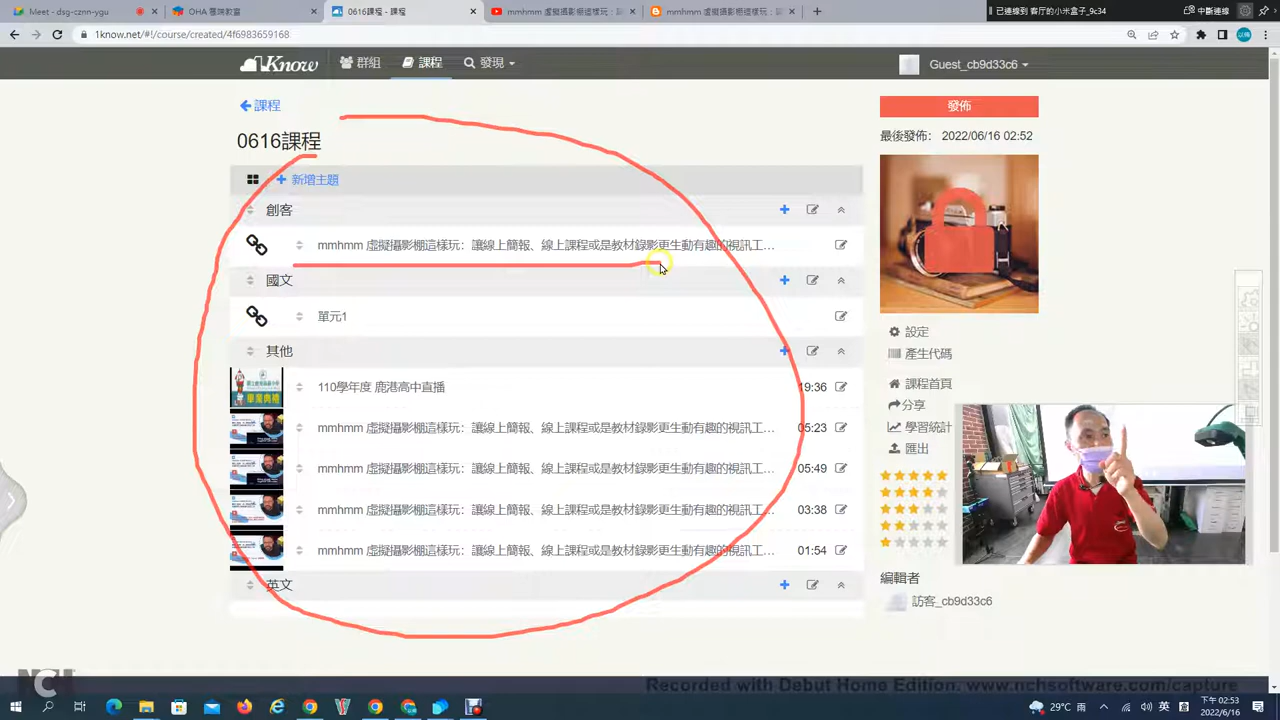 Meet - dsg-cznn-ygu
OHA 雲端教室
0616課程 - 課程
mmhmm 虛擬攝影棚這樣玩：讓
mmhmm 虛擬攝影棚這樣玩：讓
已連線到 客厅的小米盒子_9c34
中斷連線
1know.net/#!/course/created/4f6983659168
1Know
群組
課程
發現
Guest_cb9d33c6
課程
發佈
0616課程
最後發佈： 2022/06/16 02:52
新增主題
創客
mmhmm 虛擬攝影棚這樣玩：讓線上簡報、線上課程或是教材錄影更生動有趣的視訊工…
國文
單元1
設定
其他
產生代碼
110學年度 鹿港高中直播
19:36
課程首頁
分享
mmhmm 虛擬攝影棚這樣玩：讓線上簡報、線上課程或是教材錄影更生動有趣的視訊工…
05:23
學習統計
匯出
mmhmm 虛擬攝影棚這樣玩：讓線上簡報、線上課程或是教材錄影更生動有趣的視訊工…
05:49
mmhmm 虛擬攝影棚這樣玩：讓線上簡報、線上課程或是教材錄影更生動有趣的視訊工…
03:38
mmhmm 虛擬攝影棚這樣玩：讓線上簡報、線上課程或是教材錄影更生動有趣的視訊工…
01:54
英文
編輯者
訪客_cb9d33c6
NCH
Recorded with Debut Home Edition. www.nchsoftware.com/capture
29°C 雨
英
下午 02:53
2022/6/16